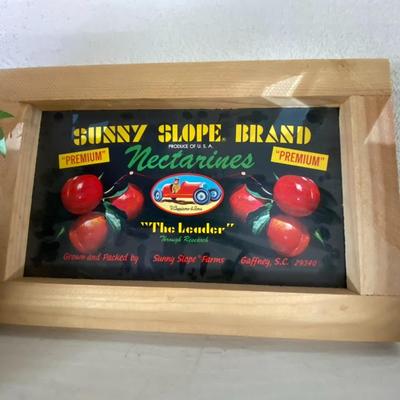 SUNNY SLOPE BRAND
PRODUCE OF U.S.A.
"PREMIUM" Nectarines "PREMIUM"
"The Leader"
Through Research
Grown and Packed by Sunny Slope Farms Gaffney, S.C. 29340